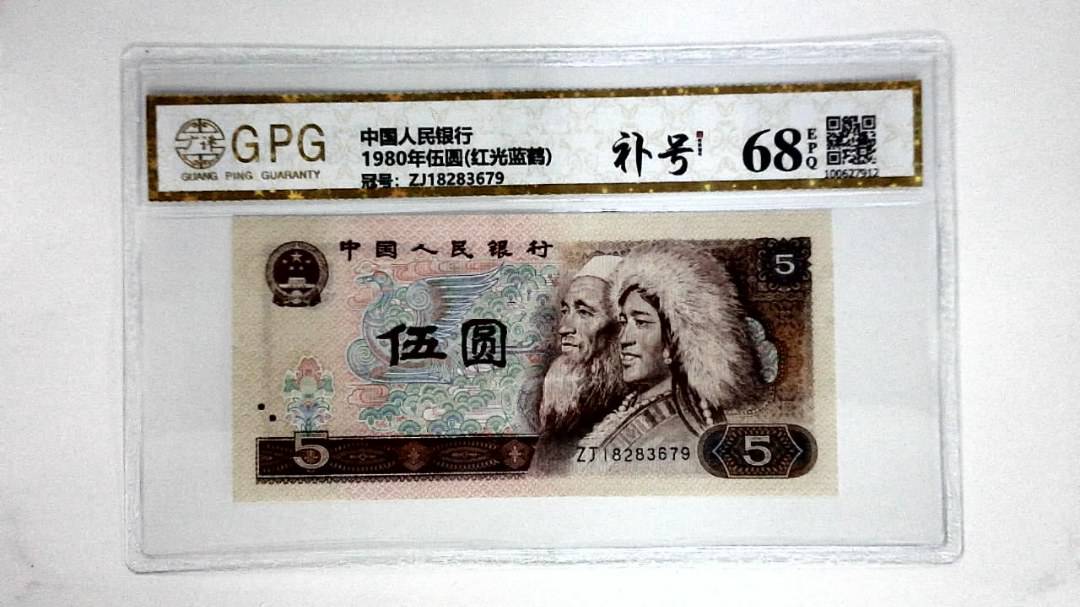 GPG
GUANG PING GUARANTY
中国人民银行
1980年伍圆(红光蓝鹤)
冠号：ZJ18283679
补号
68
EPQ
100627912
中国人民银行
5
伍圆
5
ZJ18283679
5